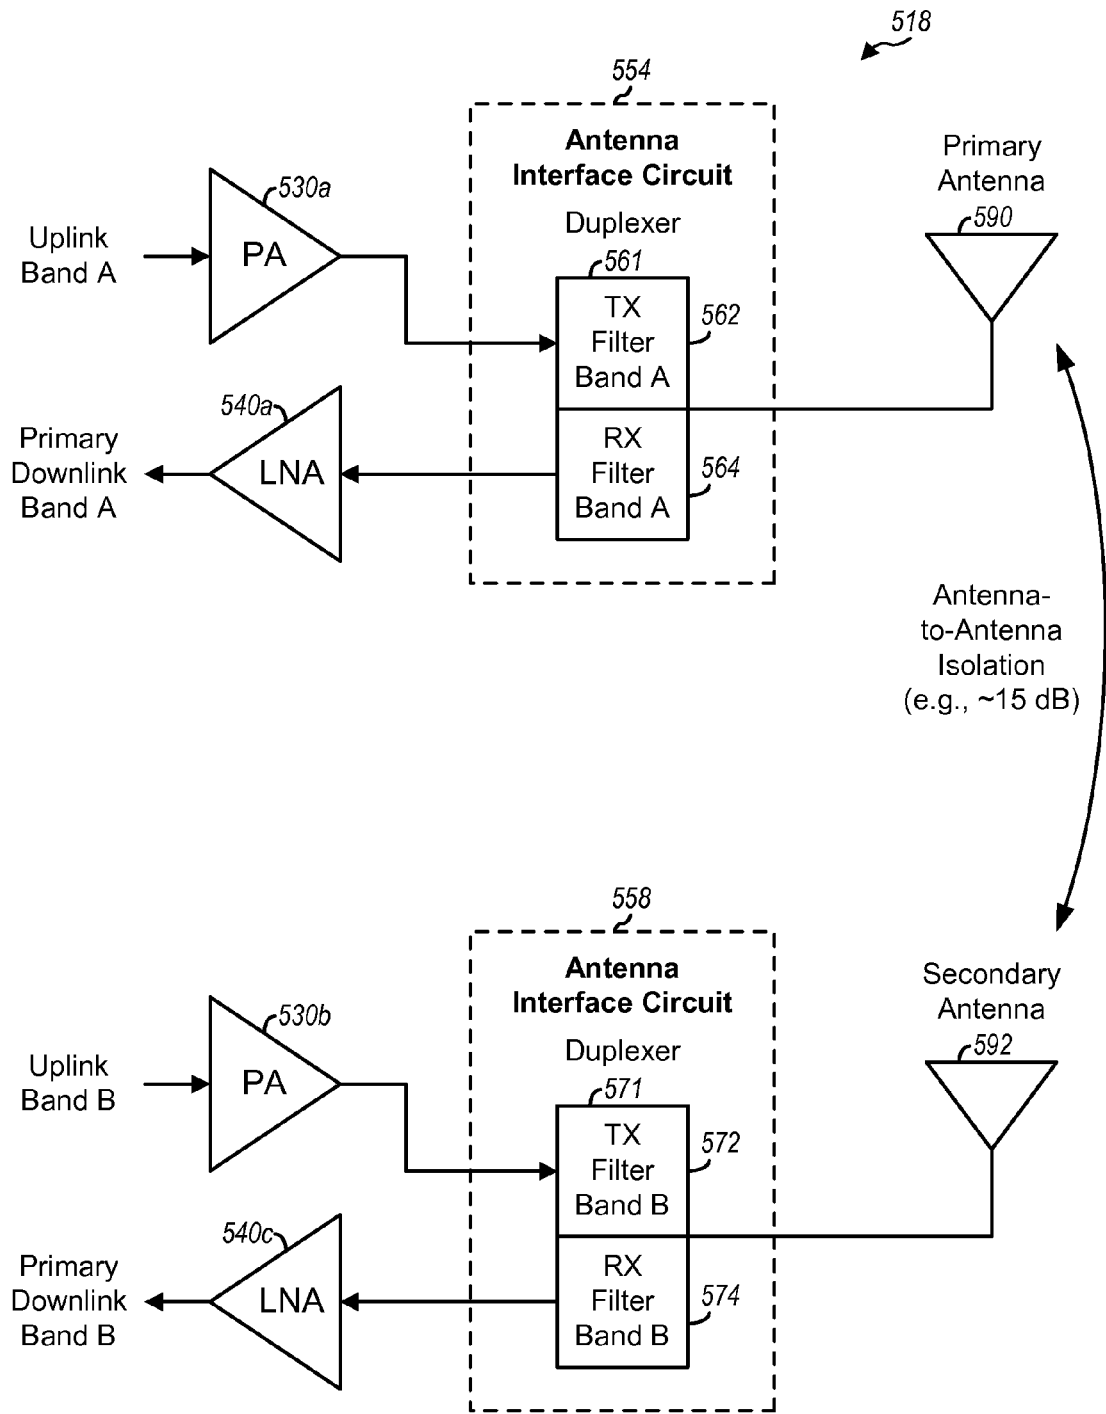 518
554
Antenna
Interface Circuit
Primary
Antenna
590
530a
Uplink
Band A
PA
Duplexer
561
TX
Filter
Band A
562
540a
Primary
Downlink
Band A
LNA
RX
Filter
Band A
564
Antenna-
to-Antenna
Isolation
(e.g., ~15 dB)
558
Antenna
Interface Circuit
Secondary
Antenna
592
530b
Uplink
Band B
PA
Duplexer
571
TX
Filter
Band B
572
540c
Primary
Downlink
Band B
LNA
RX
Filter
Band B
574